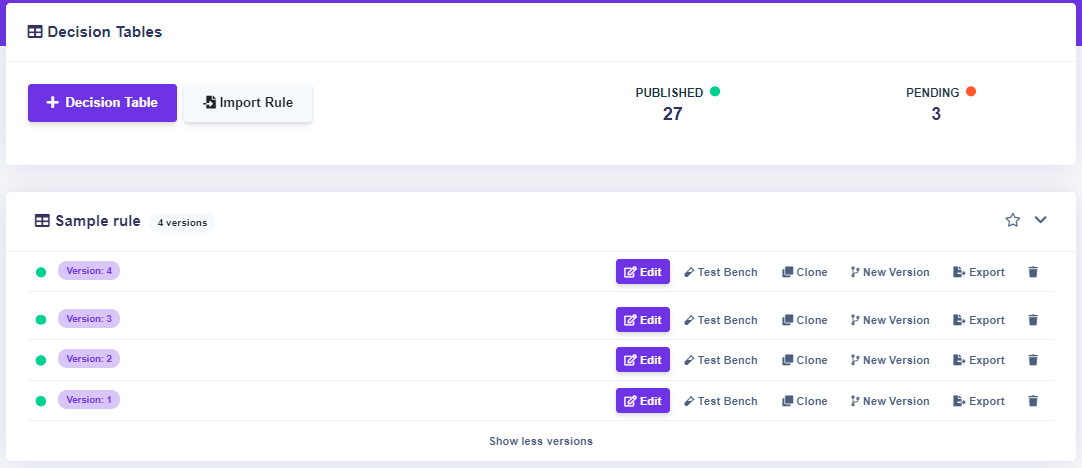 Decision Tables
Decision Table Import Rule PUBLISHED PENDING
27 3
Sample rule 4 versions
Version: 4 Edit Test Bench Clone New Version Export
Version: 3 Edit Test Bench Clone New Version Export
Version: 2 Edit Test Bench Clone New Version Export
Version: 1 Edit Test Bench Clone New Version Export
Show less versions